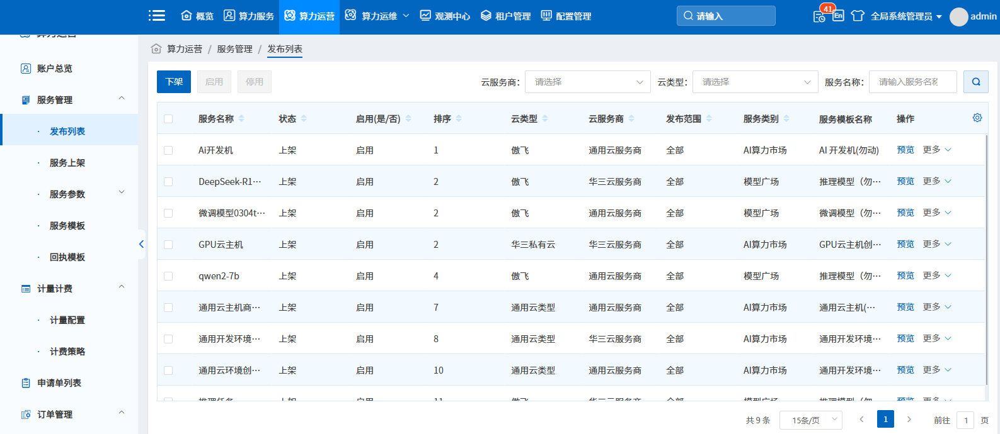 概览 算力服务 算力运营 算力运维 观测中心 租户管理 配置管理 请输入 41 En 全局系统管理员 admin
算力运营
账户总览
服务管理
发布列表
服务上架
服务参数
服务模板
回执模板
计量计费
计量配置
计费策略
申请单列表
订单管理
算力运营 / 服务管理 / 发布列表
下架 启用 停用 云服务商: 请选择 云类型: 请选择 服务名称: 请输入服务名称
服务名称 状态 启用(是/否) 排序 云类型 云服务商 发布范围 服务类别 服务模板名称 操作
Ai开发机 上架 启用 1 傲飞 通用云服务商 全部 AI算力市场 AI 开发机(勿动) 预览 更多
DeepSeek-R1··· 上架 启用 2 傲飞 华三云服务商 全部 模型广场 推理模型（勿··· 预览 更多
微调模型0304t··· 上架 启用 2 傲飞 通用云服务商 全部 模型广场 微调模型（勿··· 预览 更多
GPU云主机 上架 启用 2 华三私有云 华三云服务商 全部 AI算力市场 GPU云主机创··· 预览 更多
qwen2-7b 上架 启用 4 傲飞 通用云服务商 全部 模型广场 推理模型（勿··· 预览 更多
通用云主机商··· 上架 启用 7 通用云类型 通用云服务商 全部 AI算力市场 通用云主机(··· 预览 更多
通用开发环境··· 上架 启用 8 通用云类型 华三云服务商 全部 AI算力市场 通用开发环境··· 预览 更多
通用云环境创··· 上架 启用 10 通用云类型 通用云服务商 全部 AI算力市场 通用开发环境··· 预览 更多
推理任务 上架 启用 11 傲飞 华三云服务商 全部 模型广场 推理模型（勿··· 预览 更多
共 9 条 15条/页 1 前往 1 页